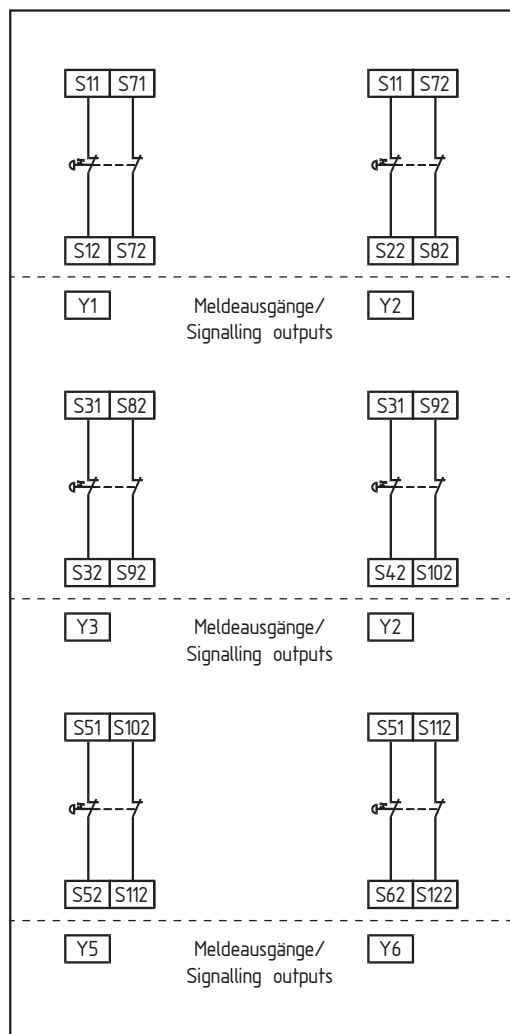 S11 S71 S11 S72
S12 S72 S22 S82
Y1 Meldeausgänge/ Y2
Signalling outputs
S31 S82 S31 S92
S32 S92 S42 S102
Y3 Meldeausgänge/ Y2
Signalling outputs
S51 S102 S51 S112
S52 S112 S62 S122
Y5 Meldeausgänge/ Y6
Signalling outputs